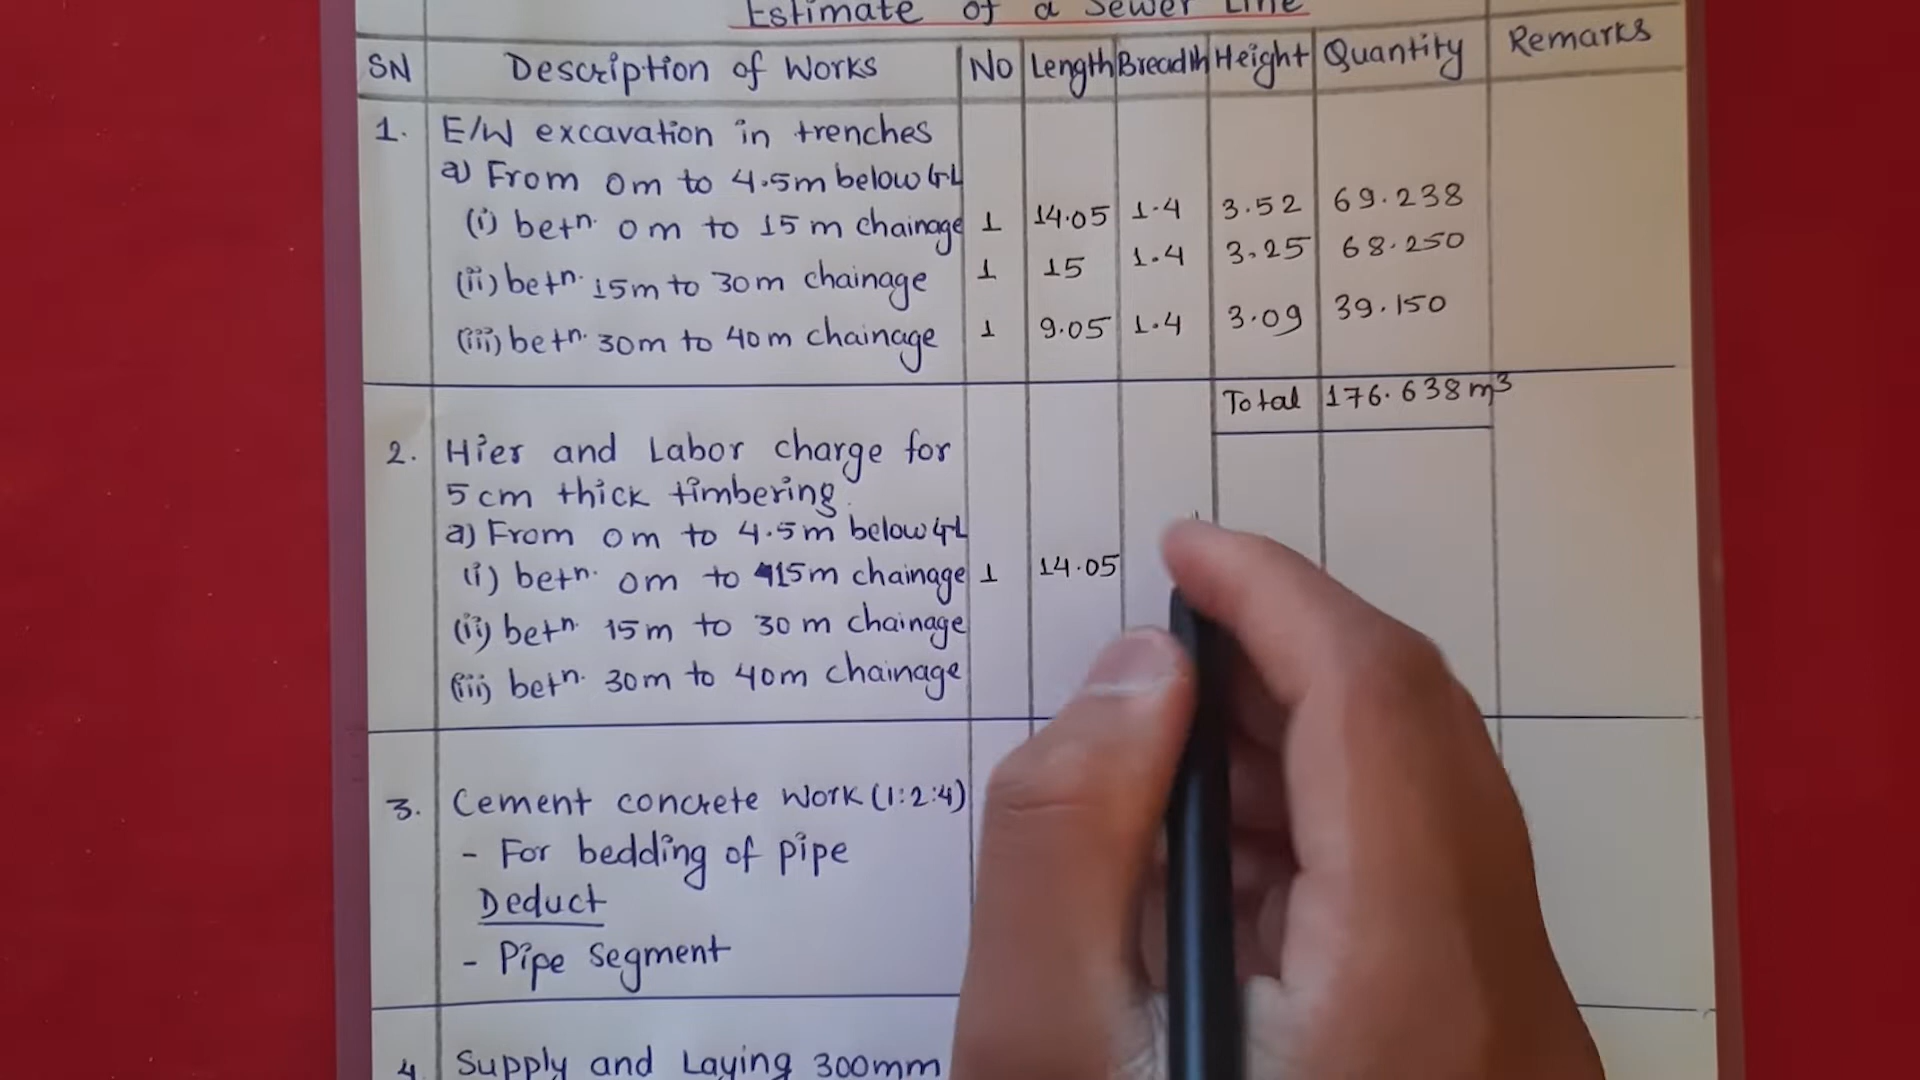 Estimate of a Sewer Line
SN Description of Works No Length Breadth Height Quantity Remarks
1. E/W excavation in trenches
a) From 0m to 4.5m below GL
(i) betn. 0m to 15m chainage 1 14.05 1.4 3.52 69.238
(ii) betn. 15m to 30m chainage 1 15 1.4 3.25 68.250
(iii) betn. 30m to 40m chainage 1 9.05 1.4 3.09 39.150
Total 176.638 m³
2. Hier and Labor charge for
5cm thick timbering.
a) From 0m to 4.5m below GL
(i) betn. 0m to 15m chainage 1 14.05
(ii) betn. 15m to 30m chainage
(iii) betn. 30m to 40m chainage
3. Cement concrete work (1:2:4)
- For bedding of pipe
Deduct
- Pipe segment
4. Supply and Laying 300mm